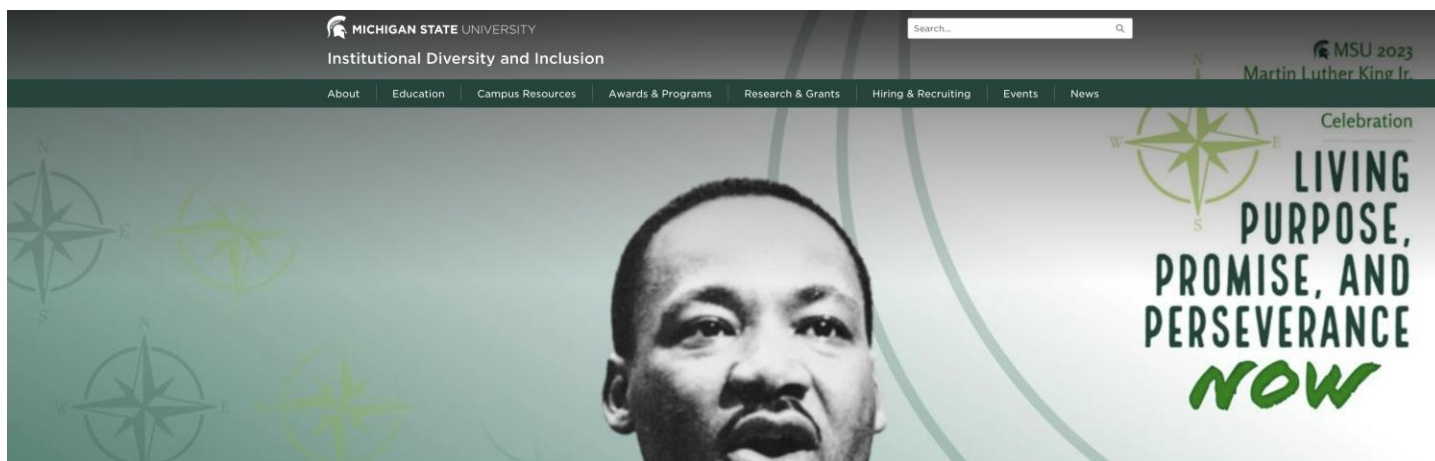 MICHIGAN STATE UNIVERSITY
Search...
Institutional Diversity and Inclusion
MSU 2023
Martin Luther King Jr.
About Education Campus Resources Awards & Programs Research & Grants Hiring & Recruiting Events News
Celebration
LIVING
PURPOSE,
PROMISE, AND
PERSEVERANCE
NOW
N
W E
S
N
E
S
N
W E